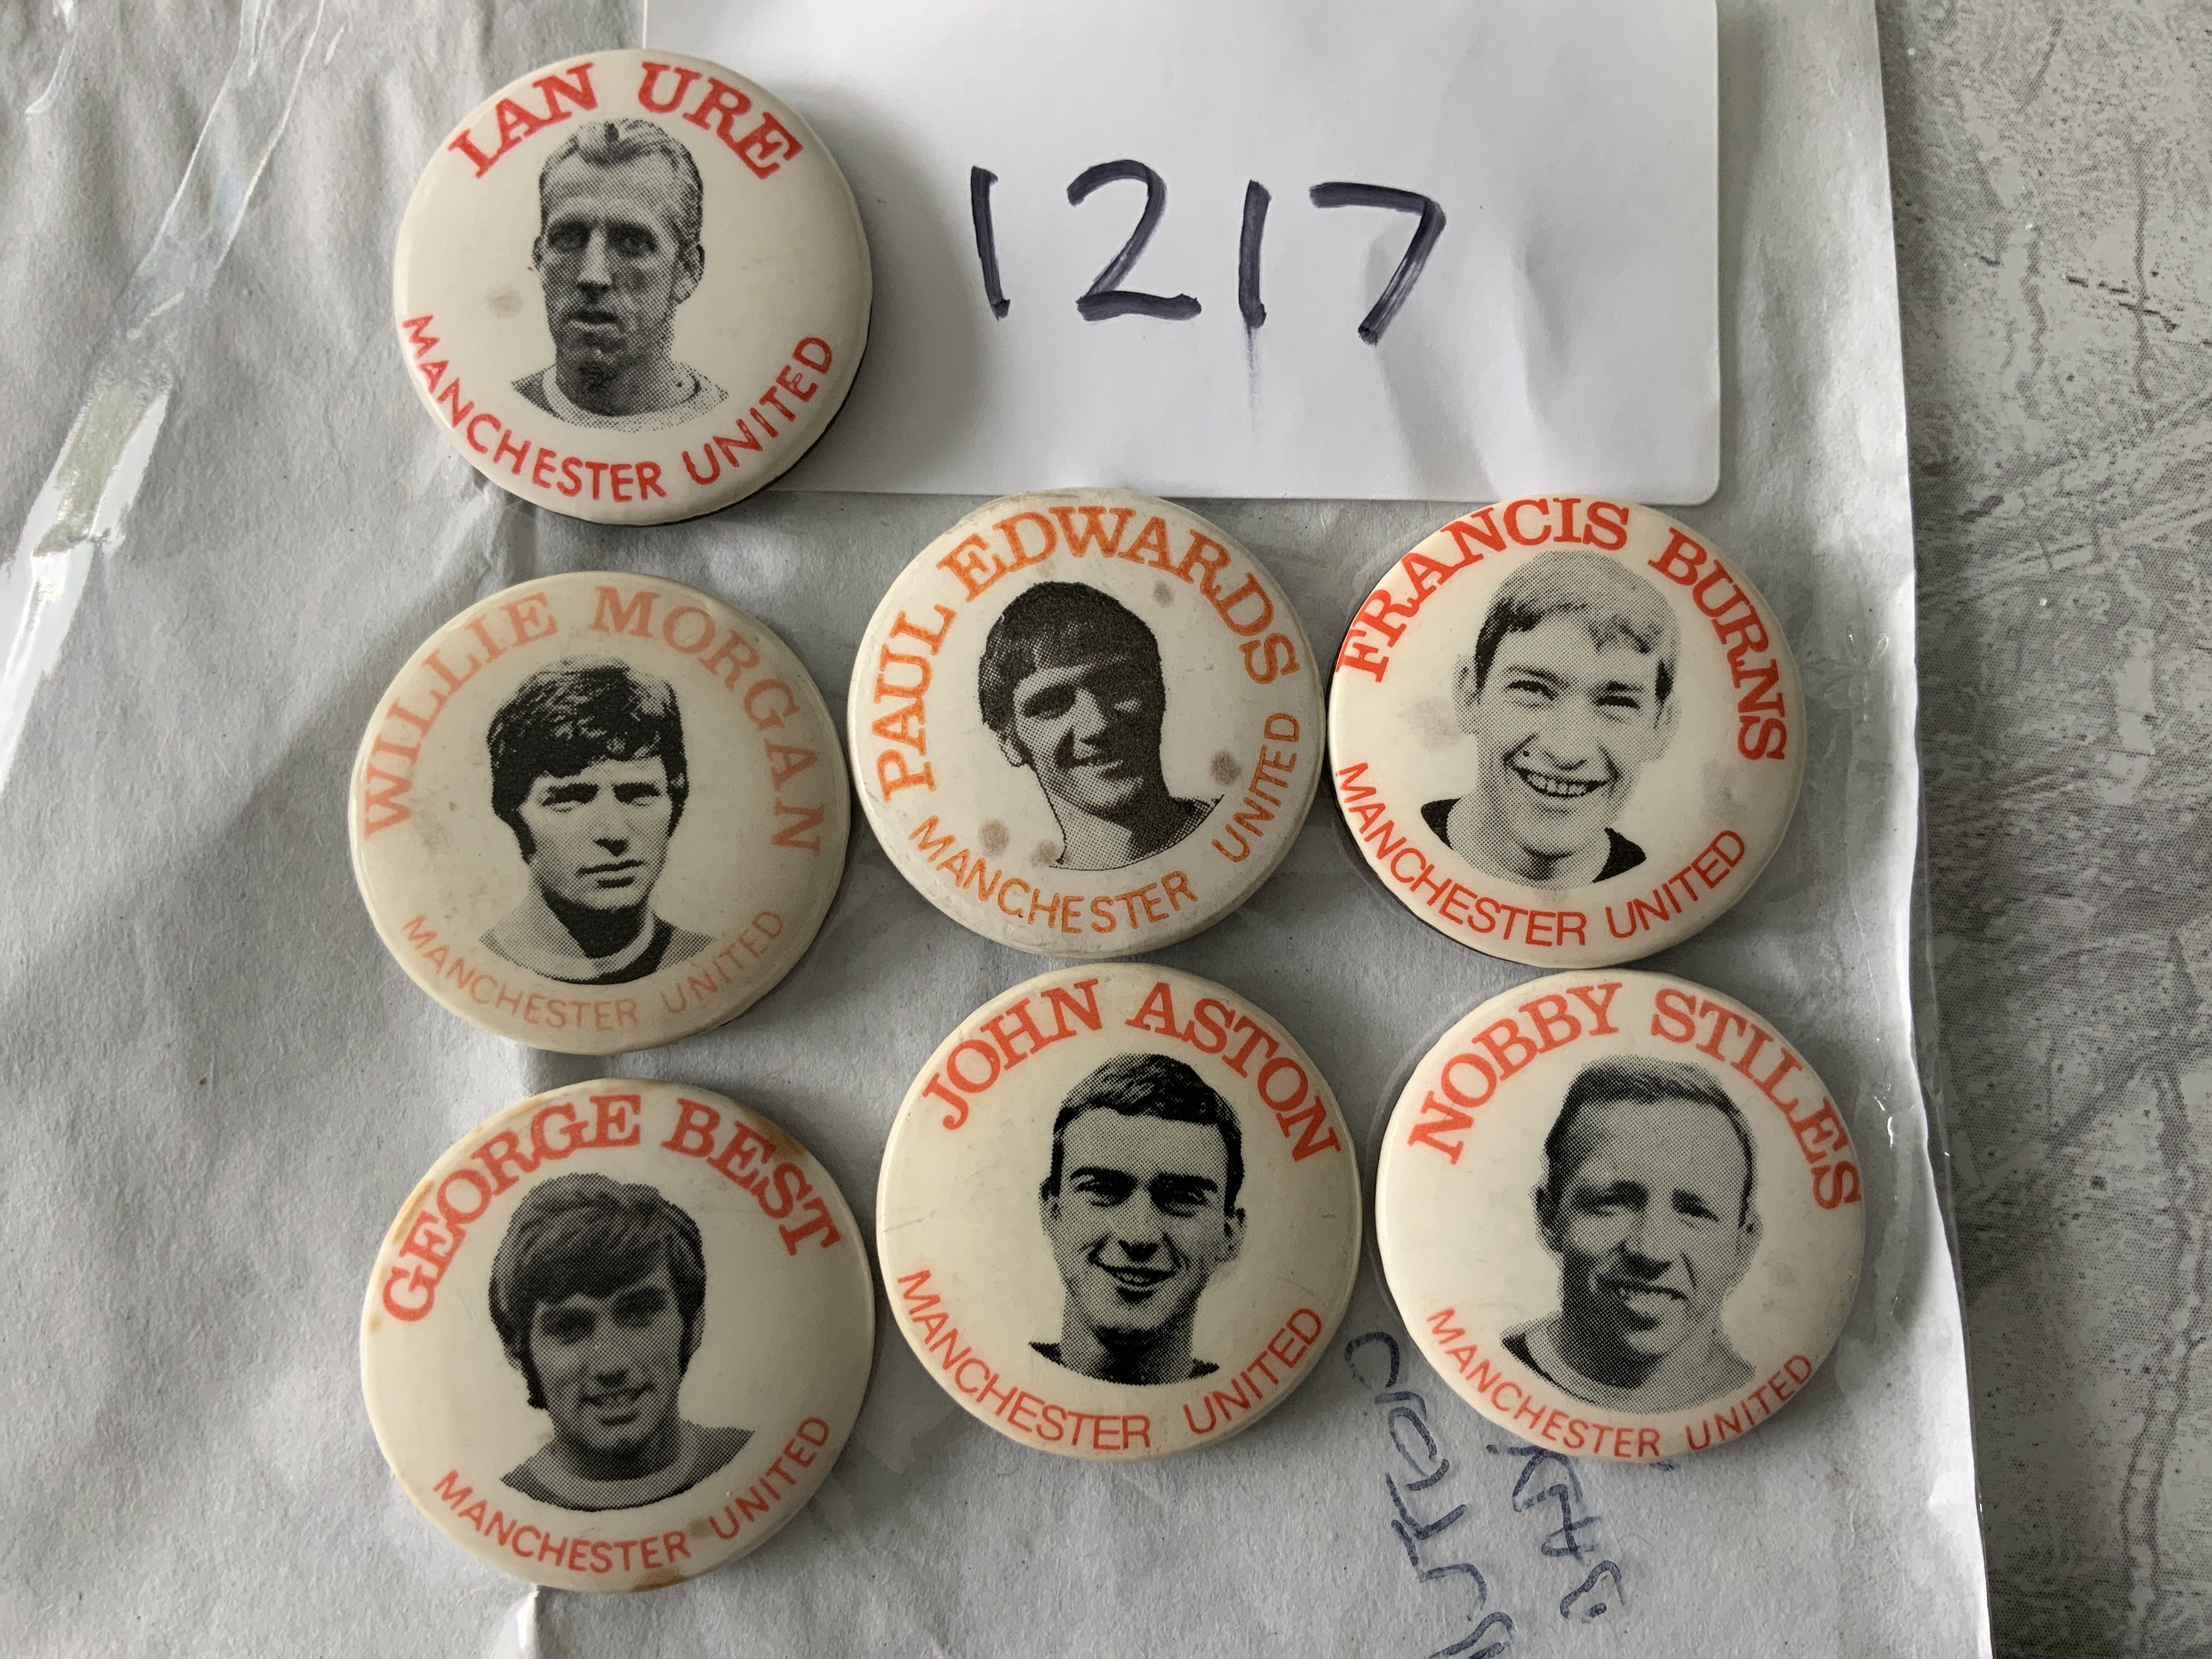 IAN URE
MANCHESTER UNITED
1217
WILLIE MORGAN
MANCHESTER UNITED
PAUL EDWARDS
MANCHESTER UNITED
FRANCIS BURNS
MANCHESTER UNITED
GEORGE BEST
MANCHESTER UNITED
JOHN ASTON
MANCHESTER UNITED
NOBBY STILES
MANCHESTER UNITED
BUTTON